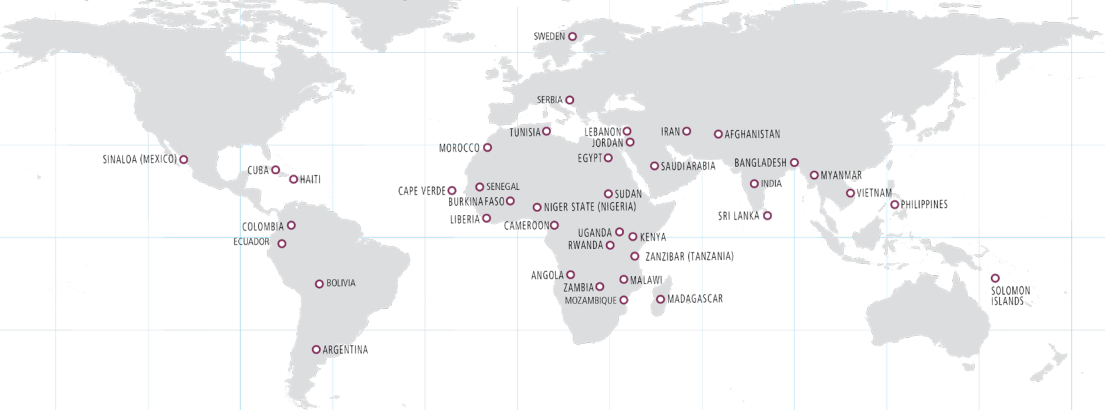 SWEDEN
SERBIA
TUNISIA
LEBANON
IRAN
AFGHANISTAN
JORDAN
MOROCCO
EGYPT
SINALOA (MEXICO)
SAUDI ARABIA
BANGLADESH
CUBA
HAITI
MYANMAR
INDIA
CAPE VERDE
SENEGAL
SUDAN
VIETNAM
BURKINA FASO
NIGER STATE (NIGERIA)
PHILIPPINES
LIBERIA
SRI LANKA
COLOMBIA
CAMEROON
UGANDA
KENYA
ECUADOR
RWANDA
ZANZIBAR (TANZANIA)
ANGOLA
MALAWI
BOLIVIA
ZAMBIA
SOLOMON
ISLANDS
MOZAMBIQUE
MADAGASCAR
ARGENTINA